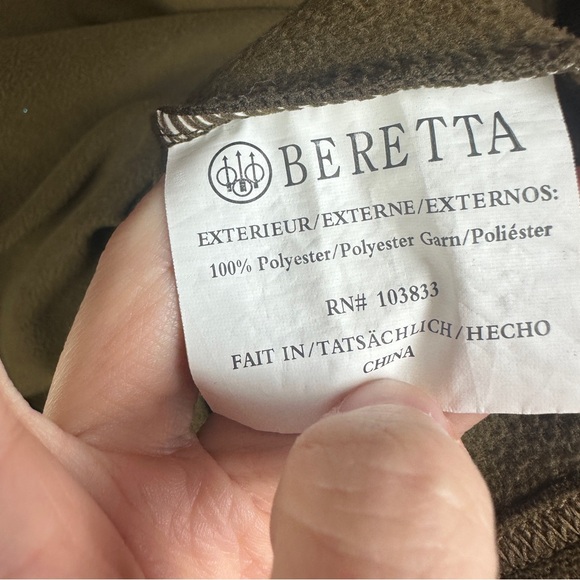 BERETTA
EXTERIEUR/EXTERNE/EXTERNOS:
100% Polyester/Polyester Garn/Poliéster
RN# 103833
FAIT IN/TATSÄCHLICH/HECHO
CHINA